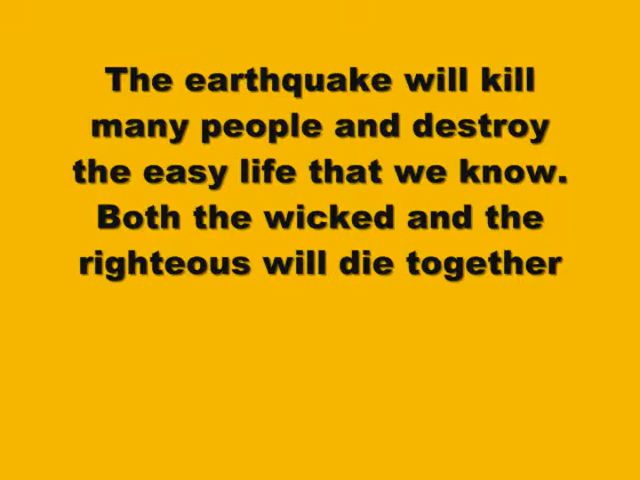 The earthquake will kill
many people and destroy
the easy life that we know.
Both the wicked and the
righteous will die together